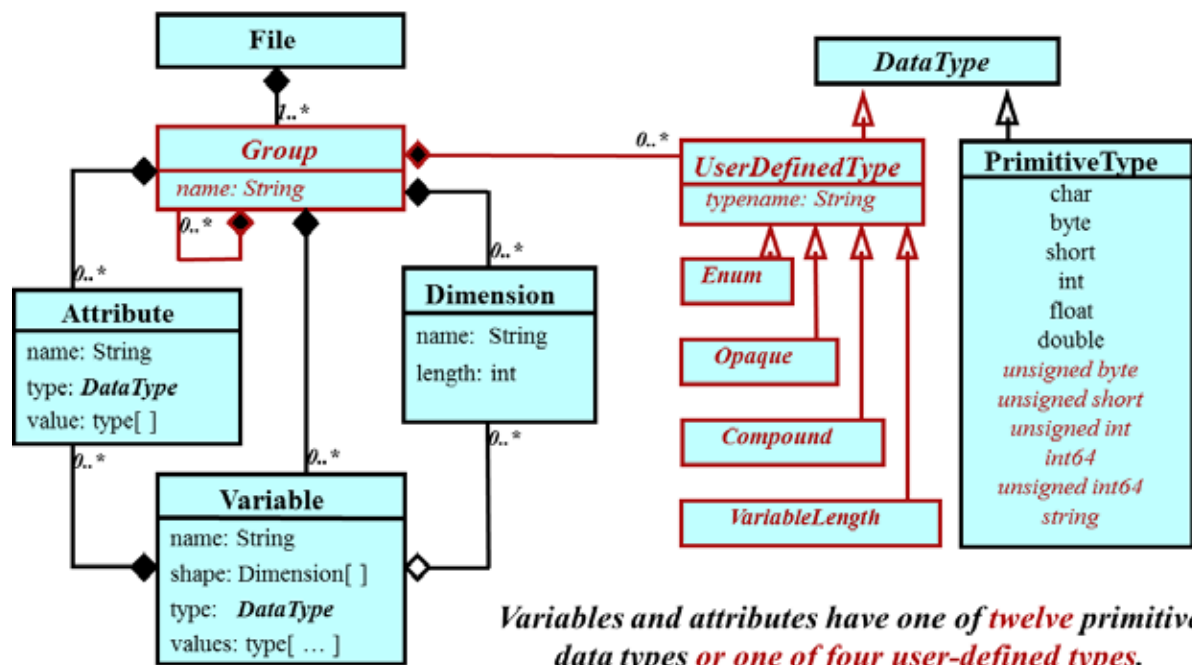 File
1..*
Group
name: String
0..*
0..*
0..*
0..*
0..*
Attribute
name: String
type: DataType
value: type[ ]
0..*
Dimension
name: String
length: int
0..*
Variable
name: String
shape: Dimension[ ]
type: DataType
values: type[ ... ]
DataType
UserDefinedType
typename: String
Enum
Opaque
Compound
VariableLength
PrimitiveType
char
byte
short
int
float
double
unsigned byte
unsigned short
unsigned int
int64
unsigned int64
string
Variables and attributes have one of twelve primitive
data types or one of four user-defined types.